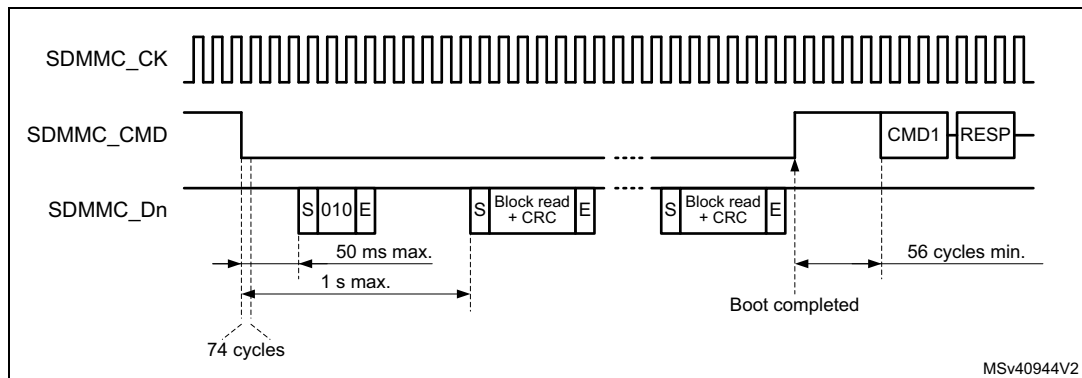 SDMMC_CK
SDMMC_CMD
CMD1 RESP
SDMMC_Dn
S 010 E
S Block read + CRC E
S Block read + CRC E
50 ms max.
56 cycles min.
1 s max.
Boot completed
74 cycles
MSv40944V2